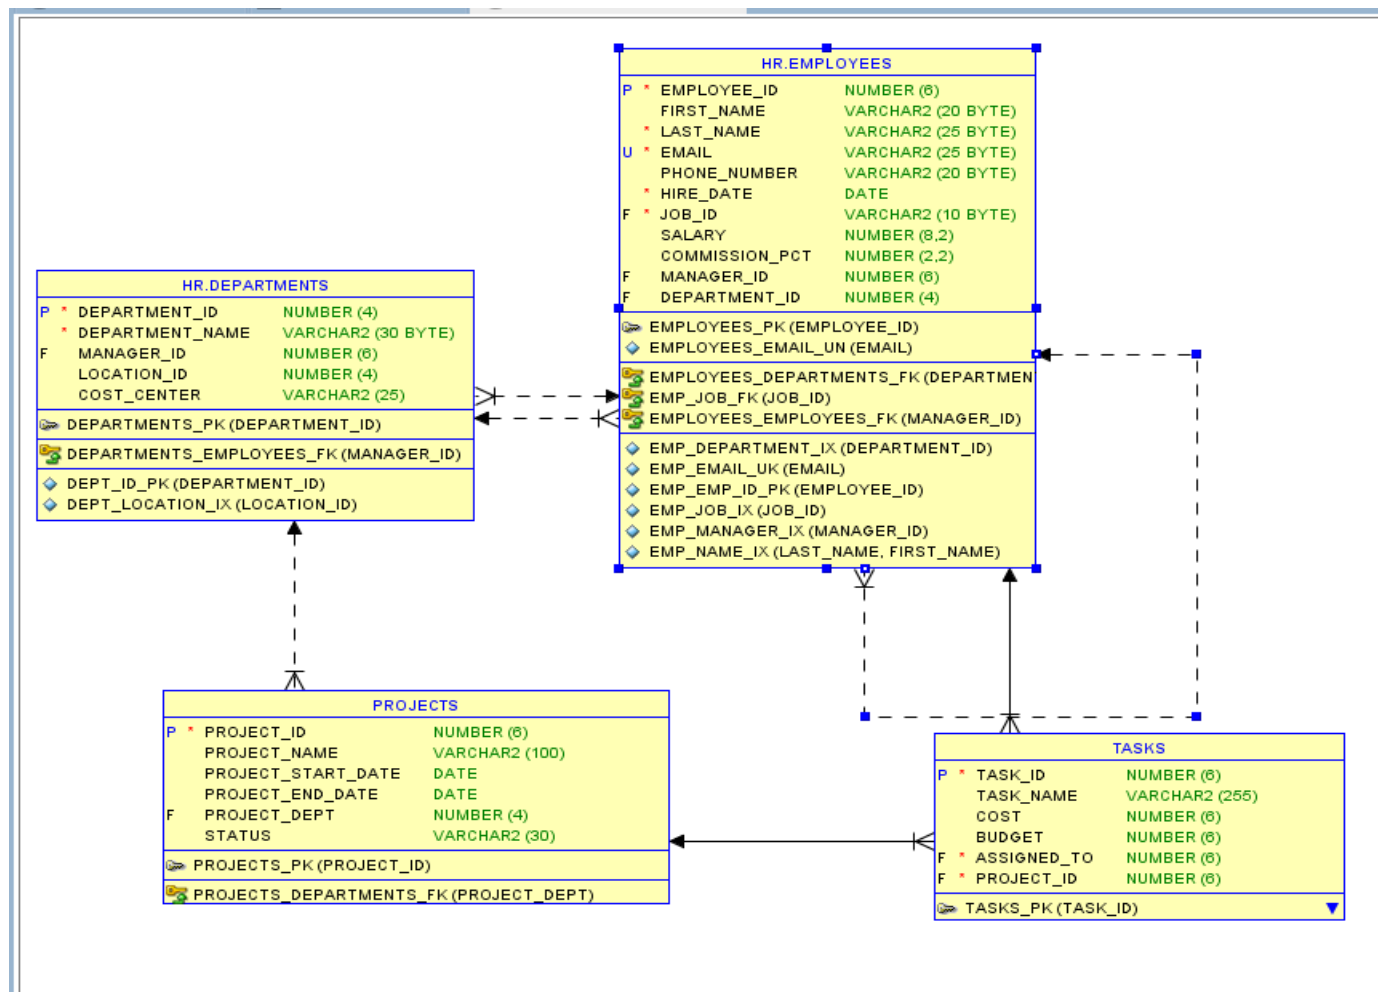 HR.EMPLOYEES
P * EMPLOYEE_ID NUMBER (6)
FIRST_NAME VARCHAR2 (20 BYTE)
* LAST_NAME VARCHAR2 (25 BYTE)
U * EMAIL VARCHAR2 (25 BYTE)
PHONE_NUMBER VARCHAR2 (20 BYTE)
* HIRE_DATE DATE
F * JOB_ID VARCHAR2 (10 BYTE)
SALARY NUMBER (8,2)
COMMISSION_PCT NUMBER (2,2)
F MANAGER_ID NUMBER (6)
F DEPARTMENT_ID NUMBER (4)
EMPLOYEES_PK (EMPLOYEE_ID)
EMPLOYEES_EMAIL_UN (EMAIL)
EMPLOYEES_DEPARTMENTS_FK (DEPARTMEN
EMP_JOB_FK (JOB_ID)
EMPLOYEES_EMPLOYEES_FK (MANAGER_ID)
EMP_DEPARTMENT_IX (DEPARTMENT_ID)
EMP_EMAIL_UK (EMAIL)
EMP_EMP_ID_PK (EMPLOYEE_ID)
EMP_JOB_IX (JOB_ID)
EMP_MANAGER_IX (MANAGER_ID)
EMP_NAME_IX (LAST_NAME, FIRST_NAME)
HR.DEPARTMENTS
P * DEPARTMENT_ID NUMBER (4)
* DEPARTMENT_NAME VARCHAR2 (30 BYTE)
F MANAGER_ID NUMBER (6)
LOCATION_ID NUMBER (4)
COST_CENTER VARCHAR2 (25)
DEPARTMENTS_PK (DEPARTMENT_ID)
DEPARTMENTS_EMPLOYEES_FK (MANAGER_ID)
DEPT_ID_PK (DEPARTMENT_ID)
DEPT_LOCATION_IX (LOCATION_ID)
PROJECTS
P * PROJECT_ID NUMBER (6)
PROJECT_NAME VARCHAR2 (100)
PROJECT_START_DATE DATE
PROJECT_END_DATE DATE
F PROJECT_DEPT NUMBER (4)
STATUS VARCHAR2 (30)
PROJECTS_PK (PROJECT_ID)
PROJECTS_DEPARTMENTS_FK (PROJECT_DEPT)
TASKS
P * TASK_ID NUMBER (6)
TASK_NAME VARCHAR2 (255)
COST NUMBER (6)
BUDGET NUMBER (6)
F * ASSIGNED_TO NUMBER (6)
F * PROJECT_ID NUMBER (6)
TASKS_PK (TASK_ID)